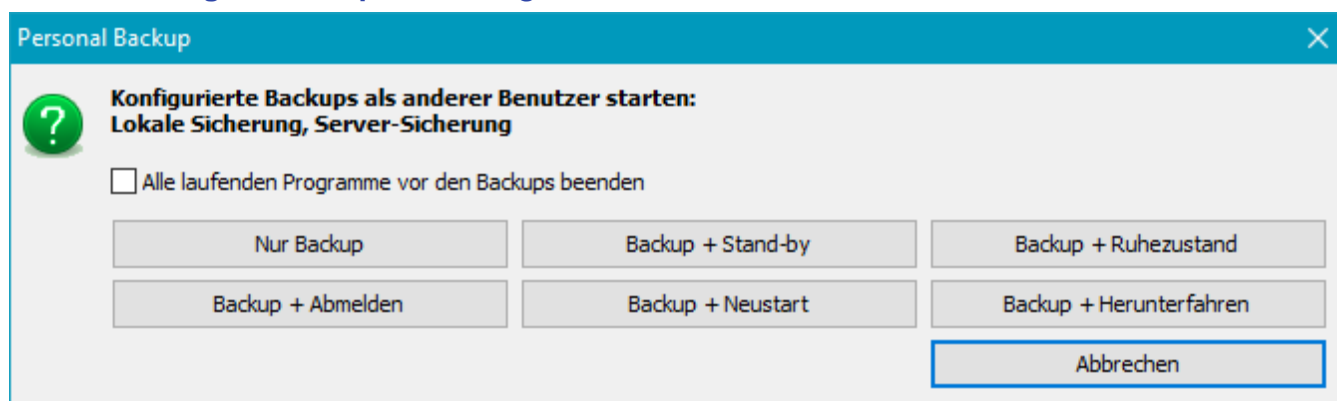 Personal Backup
Konfigurierte Backups als anderer Benutzer starten:
Lokale Sicherung, Server-Sicherung
Alle laufenden Programme vor den Backups beenden
Nur Backup
Backup + Stand-by
Backup + Ruhezustand
Backup + Abmelden
Backup + Neustart
Backup + Herunterfahren
Abbrechen